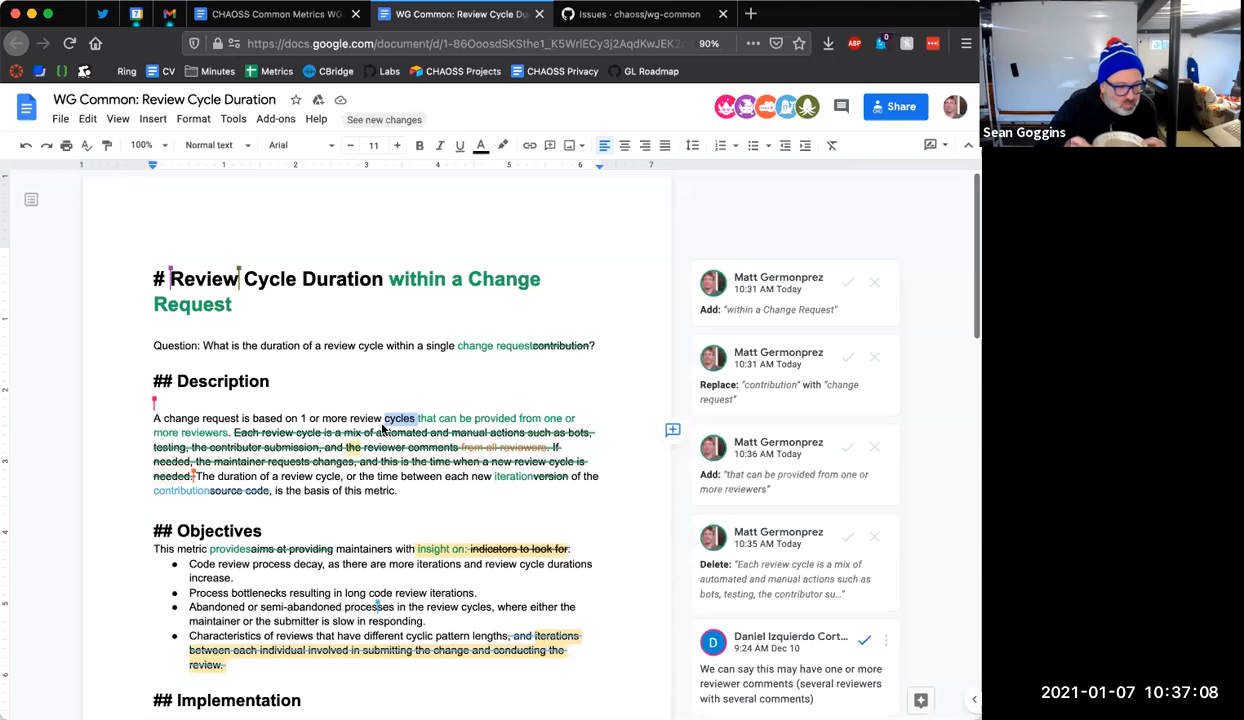 CHAOSS Common Metrics WG
WG Common: Review Cycle Du
Issues · chaoss/wg-common
https://docs.google.com/document/d/1-86OoosdSKSthe1_K5WrlECy3j2AqdKwJEK2
90%
ABP
0
Ring
CV
Minutes
Metrics
CBridge
Labs
CHAOSS Projects
CHAOSS Privacy
GL Roadmap
WG Common: Review Cycle Duration
File Edit View Insert Format Tools Add-ons Help See new changes
Share
100% Normal text Arial 11 B I U A
1 1 2 3 4 5 6 7
# Review Cycle Duration within a Change
Request
Question: What is the duration of a review cycle within a single change requestcontribution?
## Description
A change request is based on 1 or more review cycles that can be provided from one or
more reviewers. Each review cycle is a mix of automated and manual actions such as bots,
testing, the contributor submission, and the reviewer comments from all reviewers. If
needed, the maintainer requests changes, and this is the time when a new review cycle is
needed. The duration of a review cycle, or the time between each new iterationversion of the
contributionsource code, is the basis of this metric.
## Objectives
This metric providesaims at providing maintainers with insight on: indicators to look for:
● Code review process decay, as there are more iterations and review cycle durations
increase.
● Process bottlenecks resulting in long code review iterations.
● Abandoned or semi-abandoned processes in the review cycles, where either the
maintainer or the submitter is slow in responding.
● Characteristics of reviews that have different cyclic pattern lengths, and iterations
between each individual involved in submitting the change and conducting the
review.
## Implementation
Matt Germonprez
10:31 AM Today
Add: "within a Change Request"
Matt Germonprez
10:31 AM Today
Replace: "contribution" with "change
request"
Matt Germonprez
10:36 AM Today
Add: "that can be provided from one or
more reviewers"
Matt Germonprez
10:35 AM Today
Delete: "Each review cycle is a mix of
automated and manual actions such as
bots, testing, the contributor su..."
D
Daniel Izquierdo Cort...
9:24 AM Dec 10
We can say this may have one or more
reviewer comments (several reviewers
with several comments)
Sean Goggins
2021-01-07 10:37:08